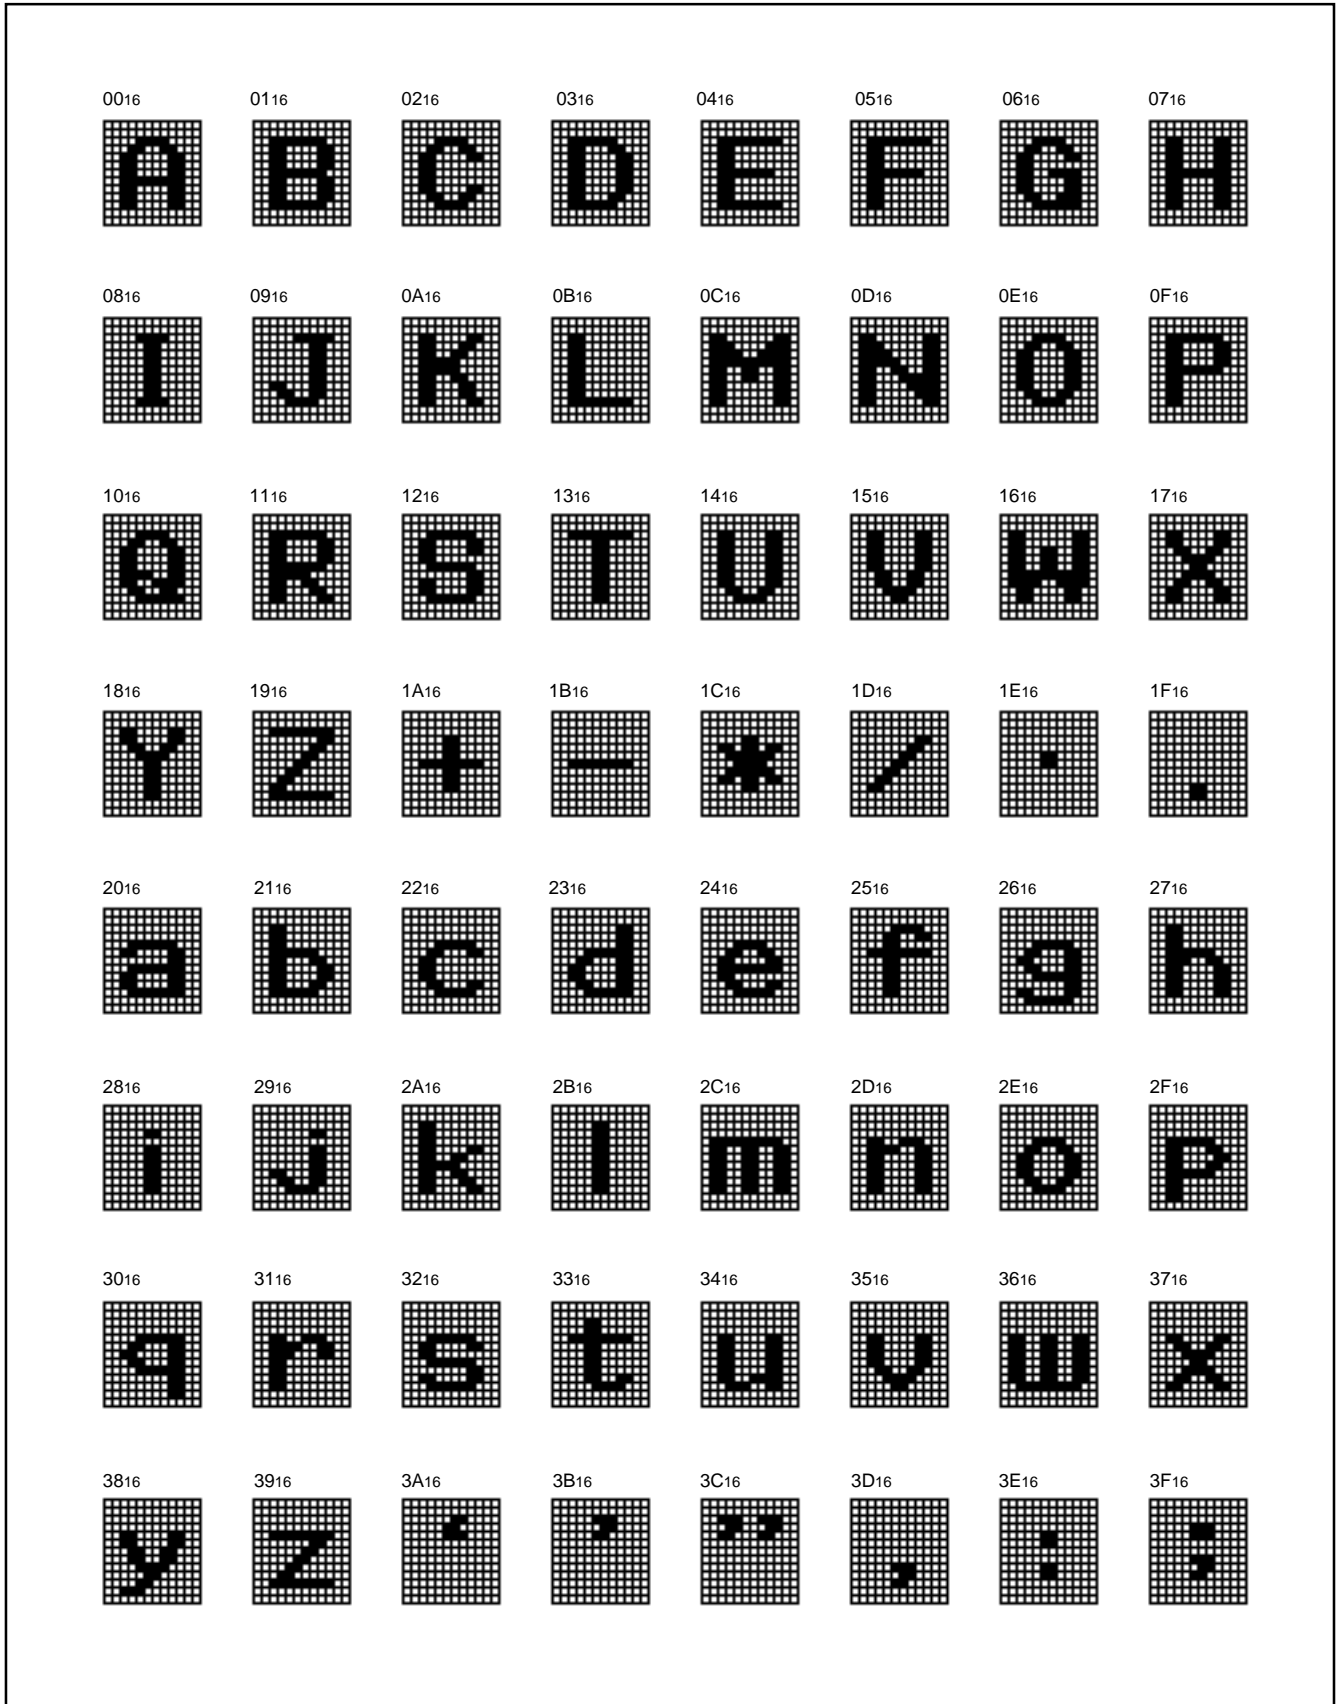 0016 0116 0216 0316 0416 0516 0616 0716
A B C D E F G H
0816 0916 0A16 0B16 0C16 0D16 0E16 0F16
I J K L M N O P
1016 1116 1216 1316 1416 1516 1616 1716
Q R S T U V W X
1816 1916 1A16 1B16 1C16 1D16 1E16 1F16
Y Z + − * / · .
2016 2116 2216 2316 2416 2516 2616 2716
a b c d e f g h
2816 2916 2A16 2B16 2C16 2D16 2E16 2F16
i j k l m n o p
3016 3116 3216 3316 3416 3516 3616 3716
q r s t u v w x
3816 3916 3A16 3B16 3C16 3D16 3E16 3F16
y z ‘ ’ ” , : ;